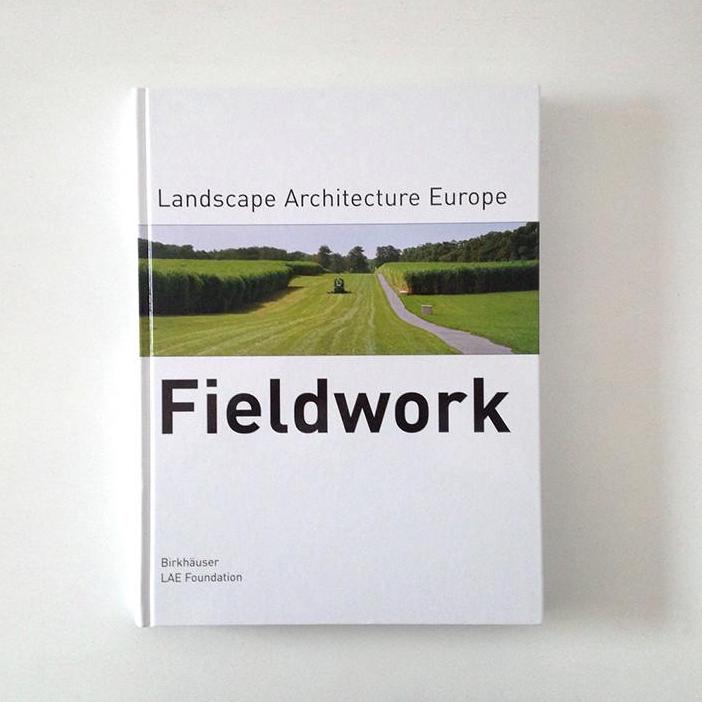 Landscape Architecture Europe
Fieldwork
Birkhäuser
LAE Foundation